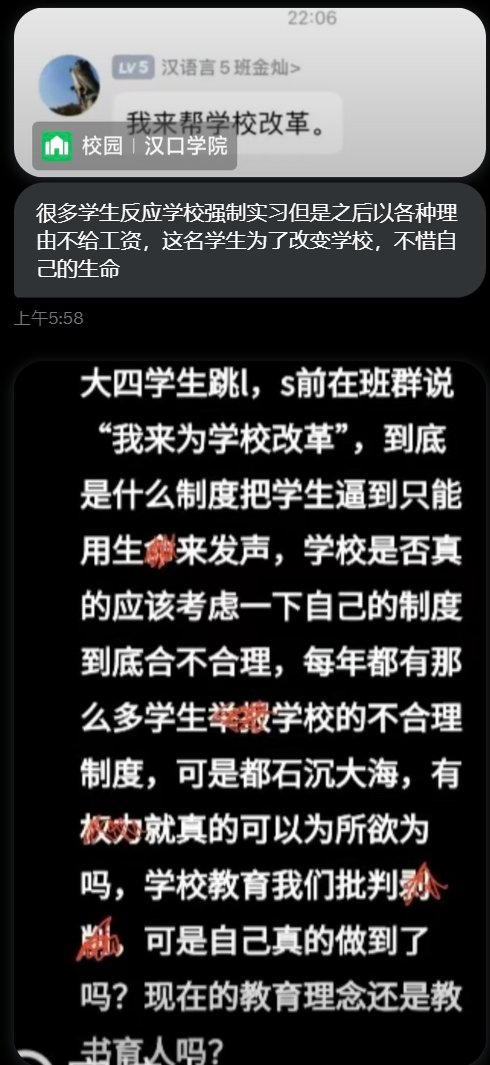 22:06
LV5 汉语言5班金灿>
我来帮学校改革。
校园|汉口学院
很多学生反应学校强制实习但是之后以各种理
由不给工资，这名学生为了改变学校，不惜自
己的生命
上午5:58
大四学生跳l，s前在班群说
“我来为学校改革”，到底
是什么制度把学生逼到只能
用生命来发声，学校是否真
的应该考虑一下自己的制度
到底合不合理，每年都有那
么多学生举报学校的不合理
制度，可是都石沉大海，有
权力就真的可以为所欲为
吗，学校教育我们批判剥
削，可是自己真的做到了
吗？现在的教育理念还是教
书育人吗？